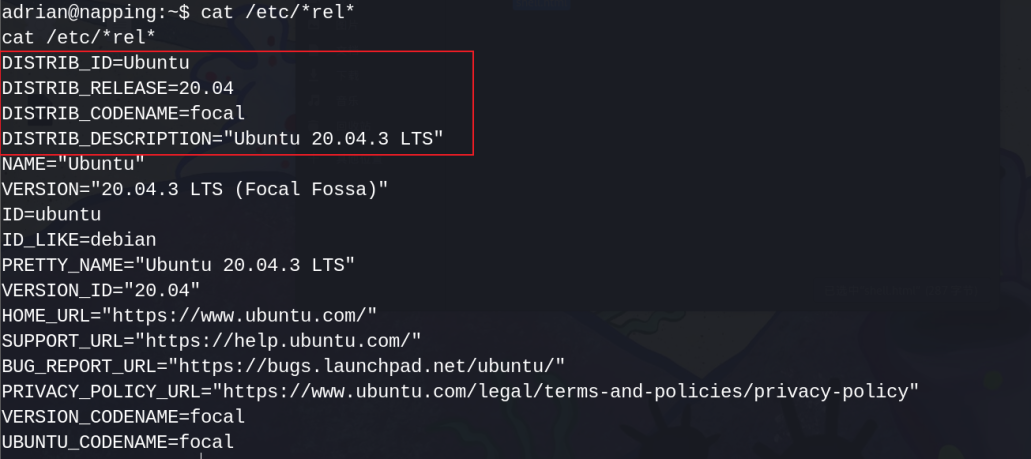 adrian@napping:~$ cat /etc/*rel*
cat /etc/*rel*
DISTRIB_ID=Ubuntu
DISTRIB_RELEASE=20.04
DISTRIB_CODENAME=focal
DISTRIB_DESCRIPTION="Ubuntu 20.04.3 LTS"
NAME="Ubuntu"
VERSION="20.04.3 LTS (Focal Fossa)"
ID=ubuntu
ID_LIKE=debian
PRETTY_NAME="Ubuntu 20.04.3 LTS"
VERSION_ID="20.04"
HOME_URL="https://www.ubuntu.com/"
SUPPORT_URL="https://help.ubuntu.com/"
BUG_REPORT_URL="https://bugs.launchpad.net/ubuntu/"
PRIVACY_POLICY_URL="https://www.ubuntu.com/legal/terms-and-policies/privacy-policy"
VERSION_CODENAME=focal
UBUNTU_CODENAME=focal